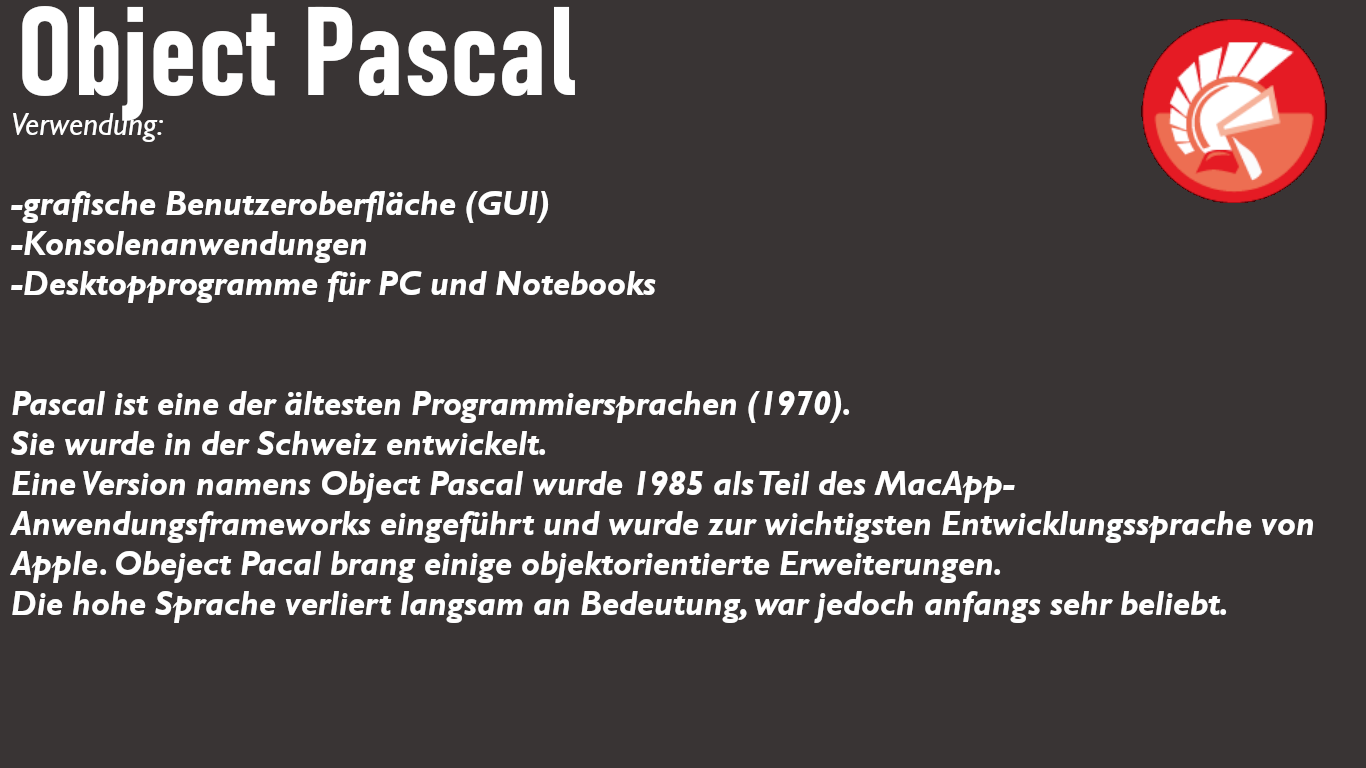 Object Pascal
Verwendung:
-grafische Benutzeroberfläche (GUI)
-Konsolenanwendungen
-Desktopprogramme für PC und Notebooks
Pascal ist eine der ältesten Programmiersprachen (1970).
Sie wurde in der Schweiz entwickelt.
Eine Version namens Object Pascal wurde 1985 als Teil des MacApp-
Anwendungsframeworks eingeführt und wurde zur wichtigsten Entwicklungssprache von
Apple. Obeject Pacal brang einige objektorientierte Erweiterungen.
Die hohe Sprache verliert langsam an Bedeutung, war jedoch anfangs sehr beliebt.